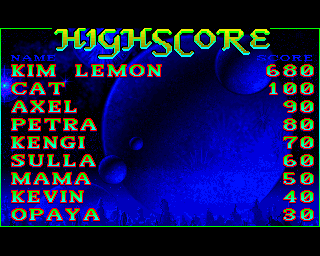 HIGHSCORE
NAME SCORE
KIM LEMON 680
CAT 100
AXEL 90
PETRA 80
KENGI 70
SULLA 60
MAMA 50
KEVIN 40
OPAYA 30